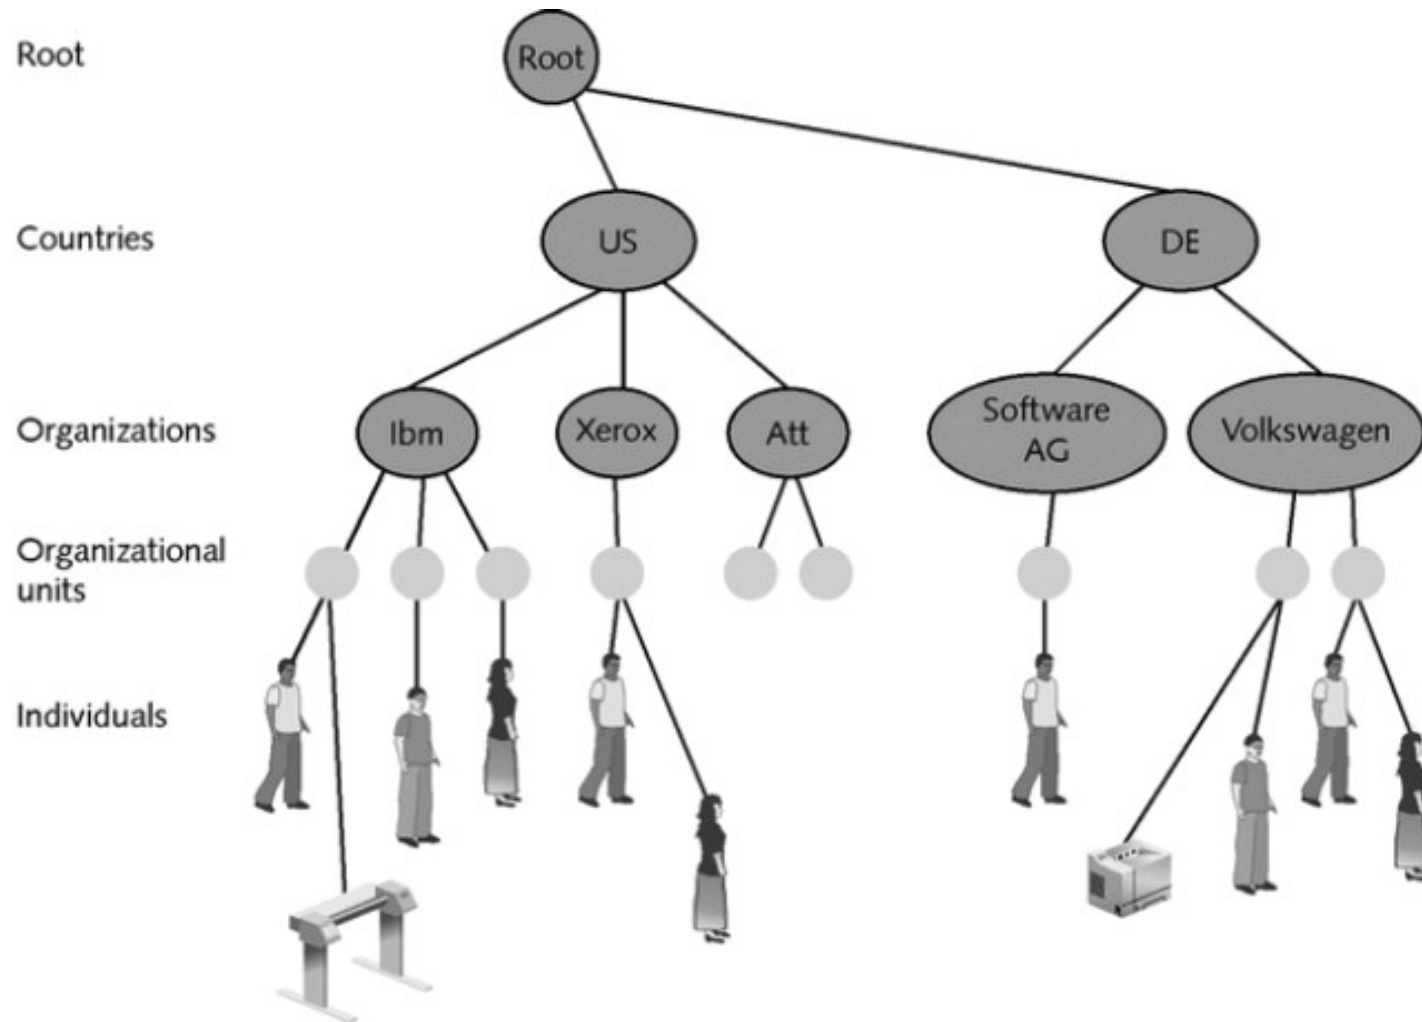 Root
Root
Countries
US
DE
Organizations
Ibm
Xerox
Att
Software
AG
Volkswagen
Organizational
units
Individuals